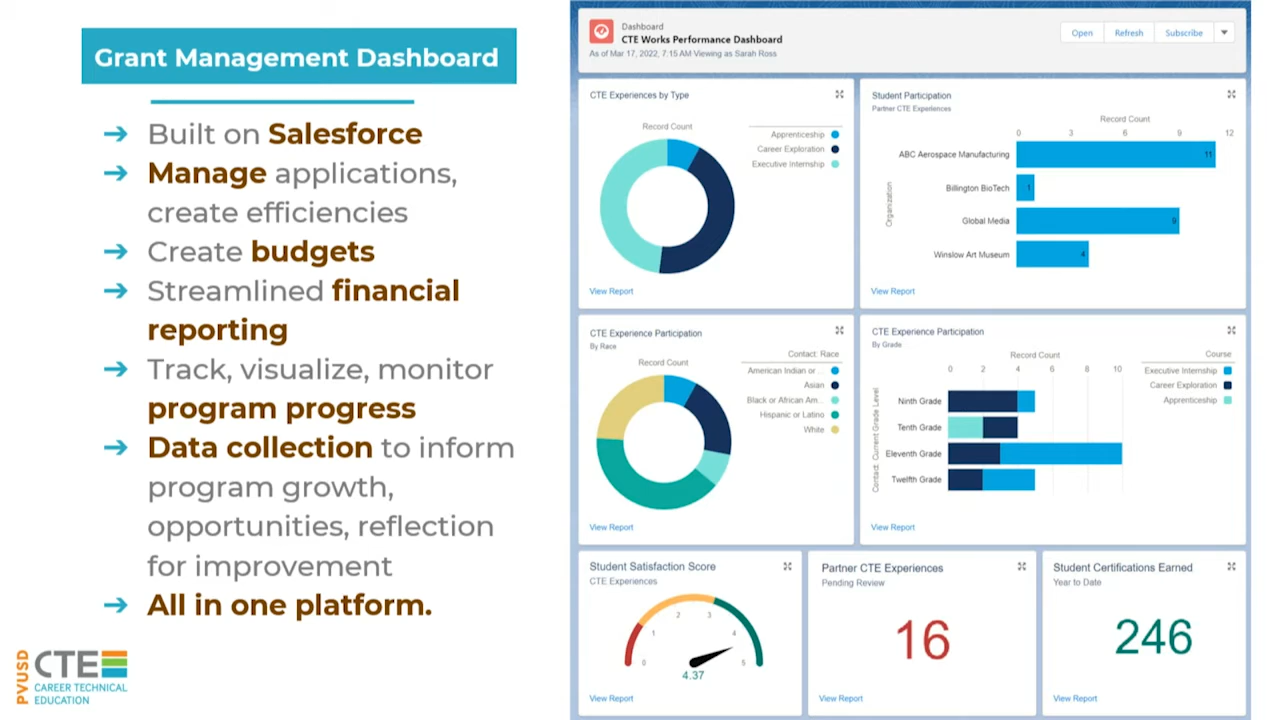 Grant Management Dashboard
➔ Built on Salesforce
➔ Manage applications,
create efficiencies
➔ Create budgets
➔ Streamlined financial
reporting
➔ Track, visualize, monitor
program progress
➔ Data collection to inform
program growth,
opportunities, reflection
for improvement
➔ All in one platform.
PVUSD
CTE
CAREER TECHNICAL
EDUCATION
Dashboard
CTE Works Performance Dashboard
As of Mar 17, 2022, 7:15 AM Viewing as Sarah Ross
Open Refresh Subscribe
CTE Experiences by Type
Record Count
Apprenticeship
Career Exploration
Executive Internship
View Report
Student Participation
Partner CTE Experiences
Record Count
0 3 6 9 12
Organization
ABC Aerospace Manufacturing 11
Billington BioTech 1
Global Media 9
Winslow Art Museum 4
View Report
CTE Experience Participation
By Race
Record Count
Contact: Race
American Indian or ...
Asian
Black or African Am...
Hispanic or Latino
White
View Report
CTE Experience Participation
By Grade
Record Count
0 2 4 6 8 10
Course
Executive Internship
Career Exploration
Apprenticeship
Contact: Current Grade Level
Ninth Grade
Tenth Grade
Eleventh Grade
Twelfth Grade
View Report
Student Satisfaction Score
CTE Experiences
0 1 2 3 4 5
4.37
View Report
Partner CTE Experiences
Pending Review
16
View Report
Student Certifications Earned
Year to Date
246
View Report